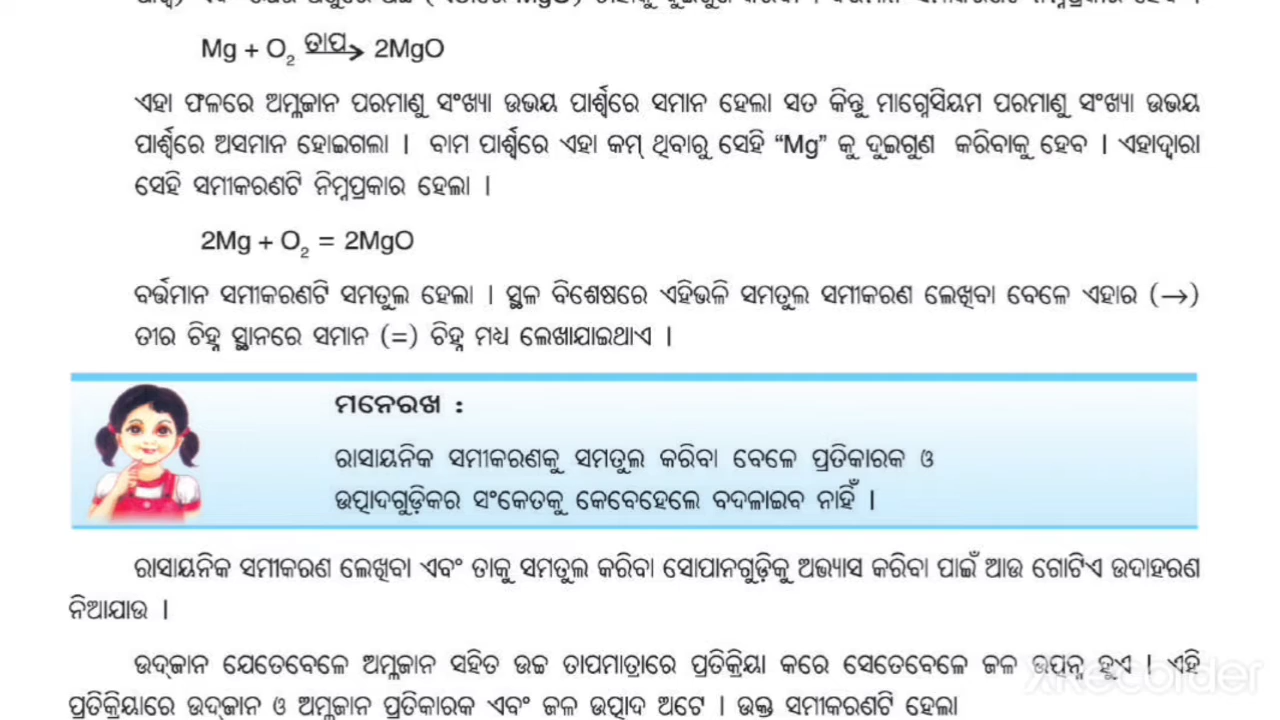 Mg + O₂ ତାପ→ 2MgO
ଏହା ଫଳରେ ଅମ୍ଳଜାନ ପରମାଣୁ ସଂଖ୍ୟା ଉଭୟ ପାର୍ଶ୍ୱରେ ସମାନ ହେଲା ସତ କିନ୍ତୁ ମାଗ୍ନେସିୟମ ପରମାଣୁ ସଂଖ୍ୟା ଉଭୟ
ପାର୍ଶ୍ୱରେ ଅସମାନ ହୋଇଗଲା । ବାମ ପାର୍ଶ୍ୱରେ ଏହା କମ୍ ଥିବାରୁ ସେହି “Mg” କୁ ଦୁଇଗୁଣ କରିବାକୁ ହେବ । ଏହାଦ୍ୱାରା
ସେହି ସମୀକରଣଟି ନିମ୍ନପ୍ରକାର ହେଲା ।
2Mg + O₂ = 2MgO
ବର୍ତ୍ତମାନ ସମୀକରଣଟି ସମତୁଲ ହେଲା । ସ୍ଥଳ ବିଶେଷରେ ଏହିଭଳି ସମତୁଲ ସମୀକରଣ ଲେଖିବା ବେଳେ ଏହାର (→)
ତୀର ଚିହ୍ନ ସ୍ଥାନରେ ସମାନ (=) ଚିହ୍ନ ମଧ୍ୟ ଲେଖାଯାଇଥାଏ ।
ମନେରଖ :
ରାସାୟନିକ ସମୀକରଣକୁ ସମତୁଲ କରିବା ବେଳେ ପ୍ରତିକାରକ ଓ
ଉତ୍ପାଦଗୁଡ଼ିକର ସଂକେତକୁ କେବେହେଲେ ବଦଳାଇବ ନାହିଁ ।
ରାସାୟନିକ ସମୀକରଣ ଲେଖିବା ଏବଂ ତାକୁ ସମତୁଲ କରିବା ସୋପାନଗୁଡ଼ିକୁ ଅଭ୍ୟାସ କରିବା ପାଇଁ ଆଉ ଗୋଟିଏ ଉଦାହରଣ
ନିଆଯାଉ ।
ଉଦ୍‌ଜାନ ଯେତେବେଳେ ଅମ୍ଳଜାନ ସହିତ ଉଚ୍ଚ ତାପମାତ୍ରାରେ ପ୍ରତିକ୍ରିୟା କରେ ସେତେବେଳେ ଜଳ ଉତ୍ପନ୍ନ ହୁଏ । ଏହି
ପ୍ରତିକ୍ରିୟାରେ ଉଦ୍‌ଜାନ ଓ ଅମ୍ଳଜାନ ପ୍ରତିକାରକ ଏବଂ ଜଳ ଉତ୍ପାଦ ଅଟେ । ଉକ୍ତ ସମୀକରଣଟି ହେଲା
XRecorder